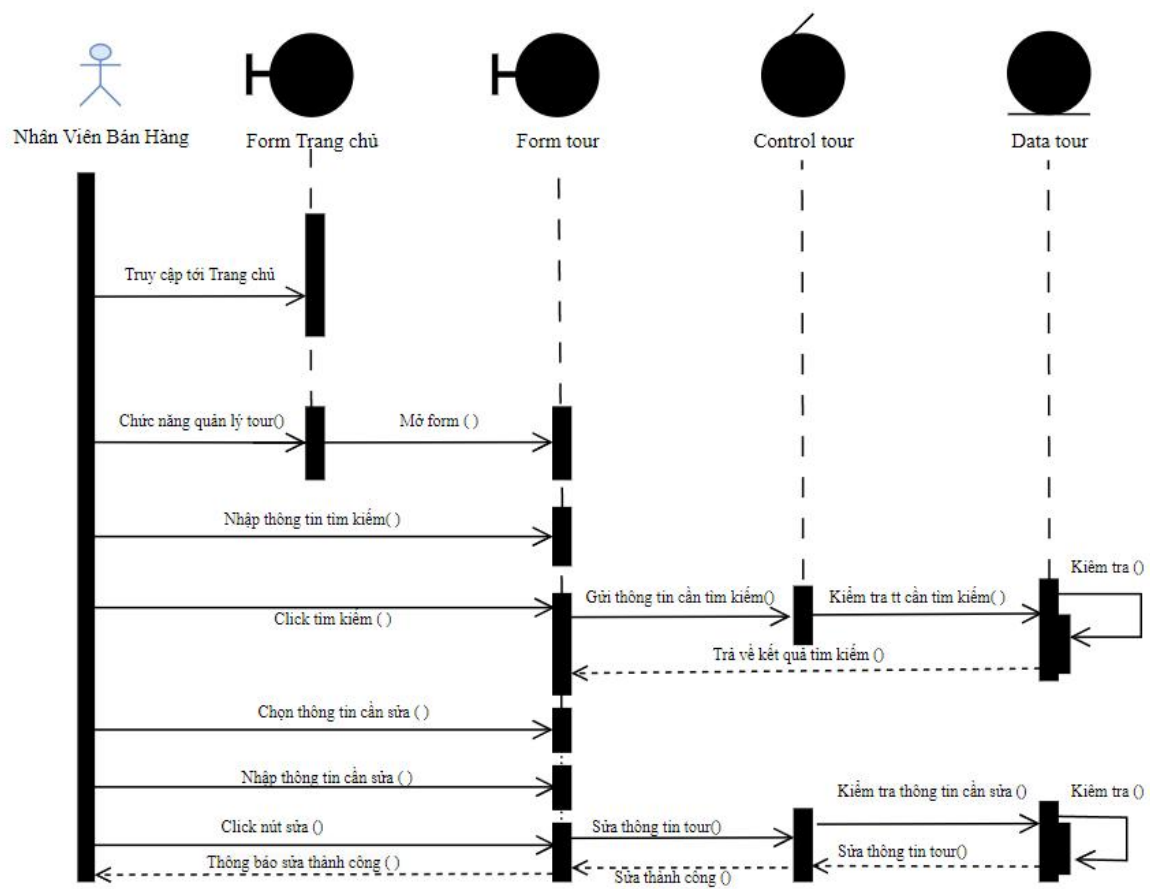 Nhân Viên Bán Hàng
Form Trang chủ
Form tour
Control tour
Data tour
Truy cập tới Trang chủ
Chức năng quản lý tour()
Mở form ( )
Nhập thông tin tìm kiếm( )
Kiểm tra ()
Click tìm kiếm ( )
Gửi thông tin cần tìm kiếm()
Kiểm tra tt cần tìm kiếm( )
Trả về kết quả tìm kiếm ()
Chọn thông tin cần sửa ( )
Nhập thông tin cần sửa ( )
Kiểm tra thông tin cần sửa ()
Kiểm tra ()
Click nút sửa ()
Sửa thông tin tour()
Sửa thông tin tour()
Thông báo sửa thành công ( )
Sửa thành công ()